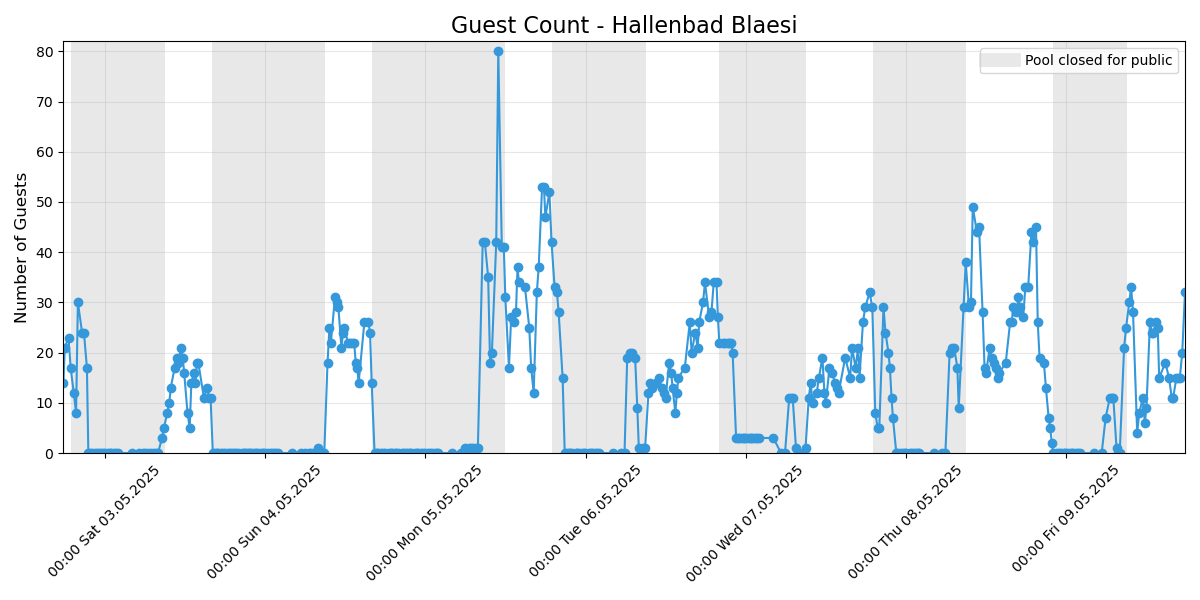 Guest Count - Hallenbad Blaesi
Pool closed for public
Number of Guests
80
70
60
50
40
30
20
10
0
00:00 Sat 03.05.2025
00:00 Sun 04.05.2025
00:00 Mon 05.05.2025
00:00 Tue 06.05.2025
00:00 Wed 07.05.2025
00:00 Thu 08.05.2025
00:00 Fri 09.05.2025